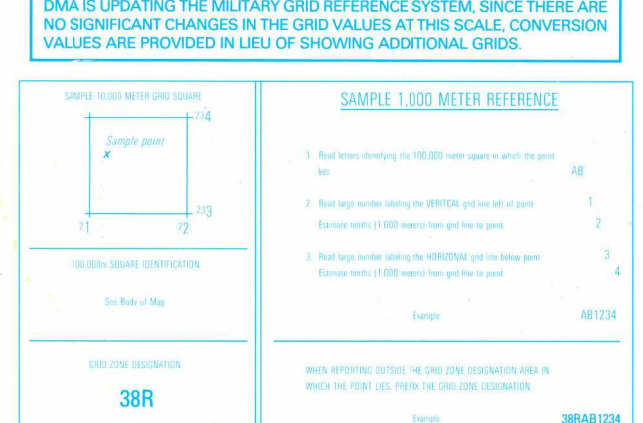 DMA IS UPDATING THE MILITARY GRID REFERENCE SYSTEM, SINCE THERE ARE
NO SIGNIFICANT CHANGES IN THE GRID VALUES AT THIS SCALE, CONVERSION
VALUES ARE PROVIDED IN LIEU OF SHOWING ADDITIONAL GRIDS.
SAMPLE 10,000 METER GRID SQUARE
234
Sample point
x
233
21
72
100,000m SQUARE IDENTIFICATION
See Body of Map
GRID ZONE DESIGNATION
38R
SAMPLE 1,000 METER REFERENCE
1. Read letters identifying the 100,000 meter square in which the point
lies. AB
2. Read large number labeling the VERITCAL grid line left of point. 1
Estimate tenths (1,000 meters) from grid line to point. 2
3. Read large number labeling the HORIZONAL grid line below point. 3
Estimate tenths (1,000 meters) from grid line to point. 4
Example: AB1234
WHEN REPORTING OUTSIDE THE GRID ZONE DESIGNATION AREA IN
WHICH THE POINT LIES, PREFIX THE GRID ZONE DESIGNATION.
Example: 38RAB1234